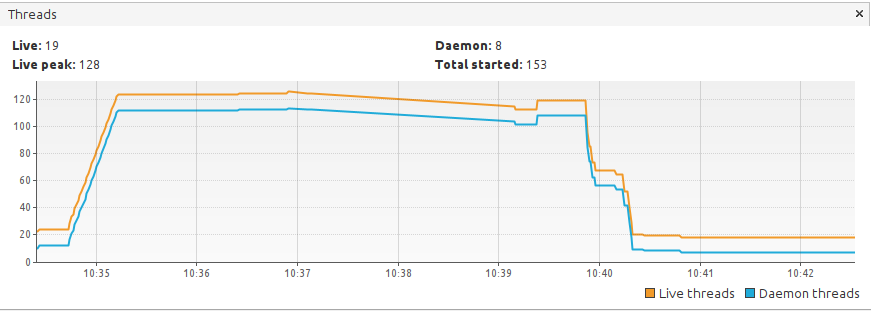 Threads ×
Live: 19 Daemon: 8
Live peak: 128 Total started: 153
120
100
80
60
40
20
0
10:35 10:36 10:37 10:38 10:39 10:40 10:41 10:42
Live threads Daemon threads